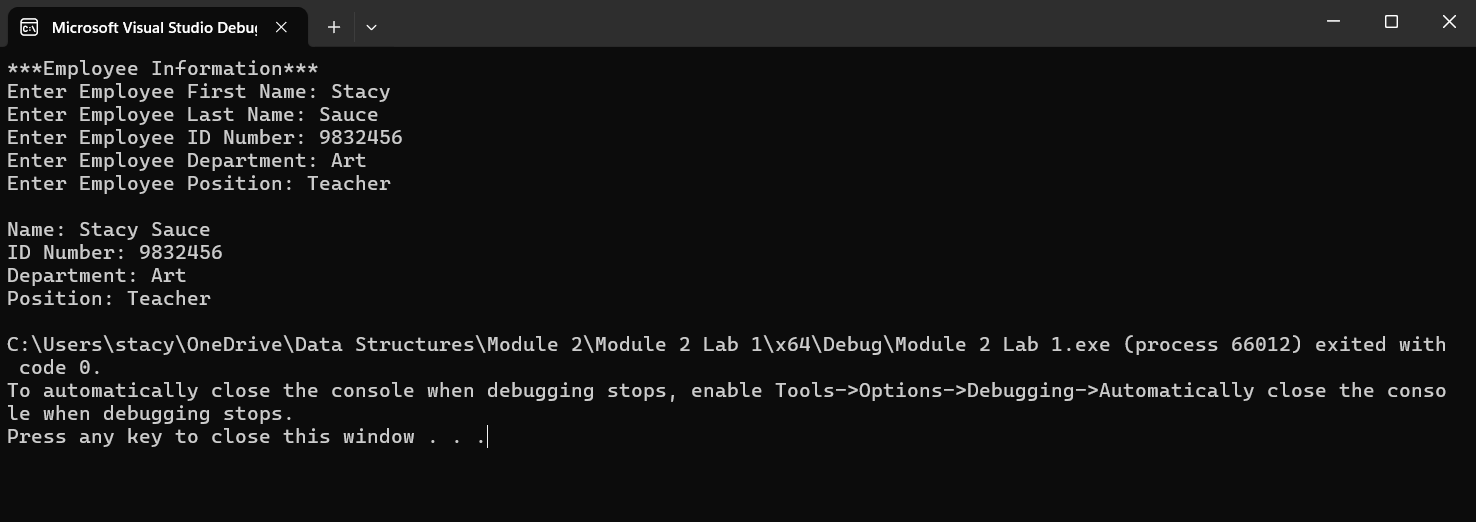 Microsoft Visual Studio Debu
***Employee Information***
Enter Employee First Name: Stacy
Enter Employee Last Name: Sauce
Enter Employee ID Number: 9832456
Enter Employee Department: Art
Enter Employee Position: Teacher
Name: Stacy Sauce
ID Number: 9832456
Department: Art
Position: Teacher
C:\Users\stacy\OneDrive\Data Structures\Module 2\Module 2 Lab 1\x64\Debug\Module 2 Lab 1.exe (process 66012) exited with
 code 0.
To automatically close the console when debugging stops, enable Tools->Options->Debugging->Automatically close the conso
le when debugging stops.
Press any key to close this window . . .